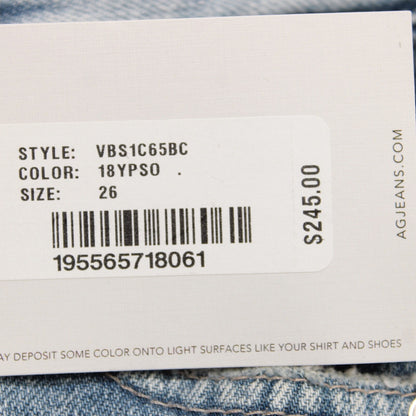 STYLE: VBS1C65BC
COLOR: 18YPSO .
SIZE: 26
195565718061
$245.00
AGJEANS.COM
AY DEPOSIT SOME COLOR ONTO LIGHT SURFACES LIKE YOUR SHIRT AND SHOES